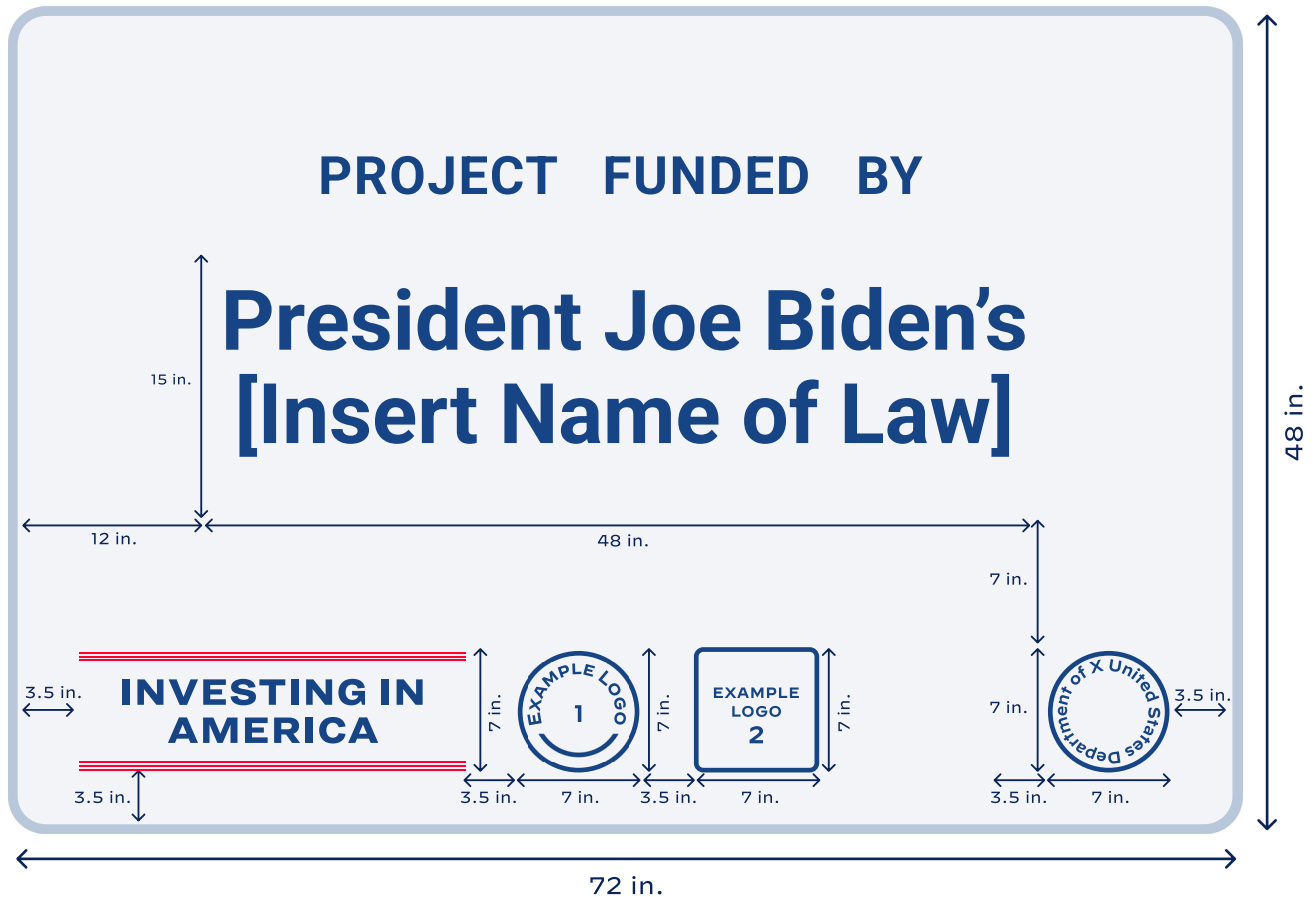 PROJECT FUNDED BY
President Joe Biden’s
[Insert Name of Law]
15 in.
12 in.
48 in.
7 in.
48 in.
3.5 in.
INVESTING IN
AMERICA
3.5 in.
7 in.
EXAMPLE LOGO
1
7 in.
EXAMPLE
LOGO
2
7 in.
7 in.
Department of X United States
3.5 in.
3.5 in.
7 in.
3.5 in.
7 in.
3.5 in.
7 in.
72 in.